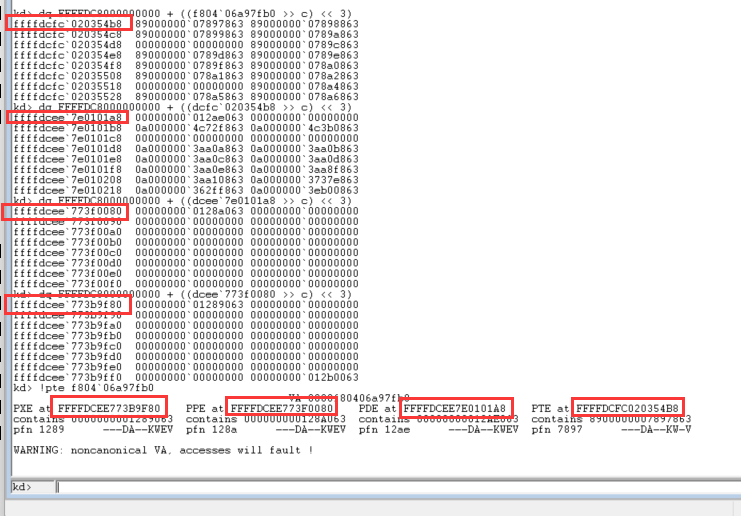 kd> dq FFFFDC8000000000 + ((f804`06a97fb0 >> c) << 3)
ffffdcfc`020354b8 89000000`07897863 89000000`07898863
ffffdcfc`020354c8 89000000`07899863 89000000`0789a863
ffffdcfc`020354d8 00000000`00000000 89000000`0789c863
ffffdcfc`020354e8 89000000`0789d863 89000000`0789e863
ffffdcfc`020354f8 89000000`0789f863 89000000`078a0863
ffffdcfc`02035508 89000000`078a1863 89000000`078a2863
ffffdcfc`02035518 00000000`00000000 89000000`078a4863
ffffdcfc`02035528 89000000`078a5863 89000000`078a6863
kd> dq FFFFDC8000000000 + ((dcfc`020354b8 >> c) << 3)
ffffdcee`7e0101a8 00000000`012ae063 00000000`00000000
ffffdcee`7e0101b8 0a000000`4c72f863 0a000000`4c3b0863
ffffdcee`7e0101c8 00000000`00000000 00000000`00000000
ffffdcee`7e0101d8 0a000000`3aa0a863 0a000000`3aa0b863
ffffdcee`7e0101e8 0a000000`3aa0c863 0a000000`3aa0d863
ffffdcee`7e0101f8 0a000000`3aa0e863 0a000000`3aa8f863
ffffdcee`7e010208 0a000000`3aa10863 0a000000`3737e863
ffffdcee`7e010218 0a000000`362ff863 0a000000`3eb00863
kd> dq FFFFDC8000000000 + ((dcee`7e0101a8 >> c) << 3)
ffffdcee`773f0080 00000000`0128a063 00000000`00000000
ffffdcee`773f0090 00000000`00000000 00000000`00000000
ffffdcee`773f00a0 00000000`00000000 00000000`00000000
ffffdcee`773f00b0 00000000`00000000 00000000`00000000
ffffdcee`773f00c0 00000000`00000000 00000000`00000000
ffffdcee`773f00d0 00000000`00000000 00000000`00000000
ffffdcee`773f00e0 00000000`00000000 00000000`00000000
ffffdcee`773f00f0 00000000`00000000 00000000`00000000
kd> dq FFFFDC8000000000 + ((dcee`773f0080 >> c) << 3)
ffffdcee`773b9f80 00000000`01289063 00000000`00000000
ffffdcee`773b9f90 00000000`00000000 00000000`00000000
ffffdcee`773b9fa0 00000000`00000000 00000000`00000000
ffffdcee`773b9fb0 00000000`00000000 00000000`00000000
ffffdcee`773b9fc0 00000000`00000000 00000000`00000000
ffffdcee`773b9fd0 00000000`00000000 00000000`00000000
ffffdcee`773b9fe0 00000000`00000000 00000000`00000000
ffffdcee`773b9ff0 00000000`00000000 00000000`012b0063
kd> !pte f804`06a97fb0
VA 0000f80406a97fb0
PXE at FFFFDCEE773B9F80 PPE at FFFFDCEE773F0080 PDE at FFFFDCEE7E0101A8 PTE at FFFFDCFC020354B8
contains 0000000001289063 contains 000000000128A063 contains 00000000012AE063 contains 8900000007897863
pfn 1289 ---DA--KWEV pfn 128a ---DA--KWEV pfn 12ae ---DA--KWEV pfn 7897 ---DA--KW-V
WARNING: noncanonical VA, accesses will fault !
kd>